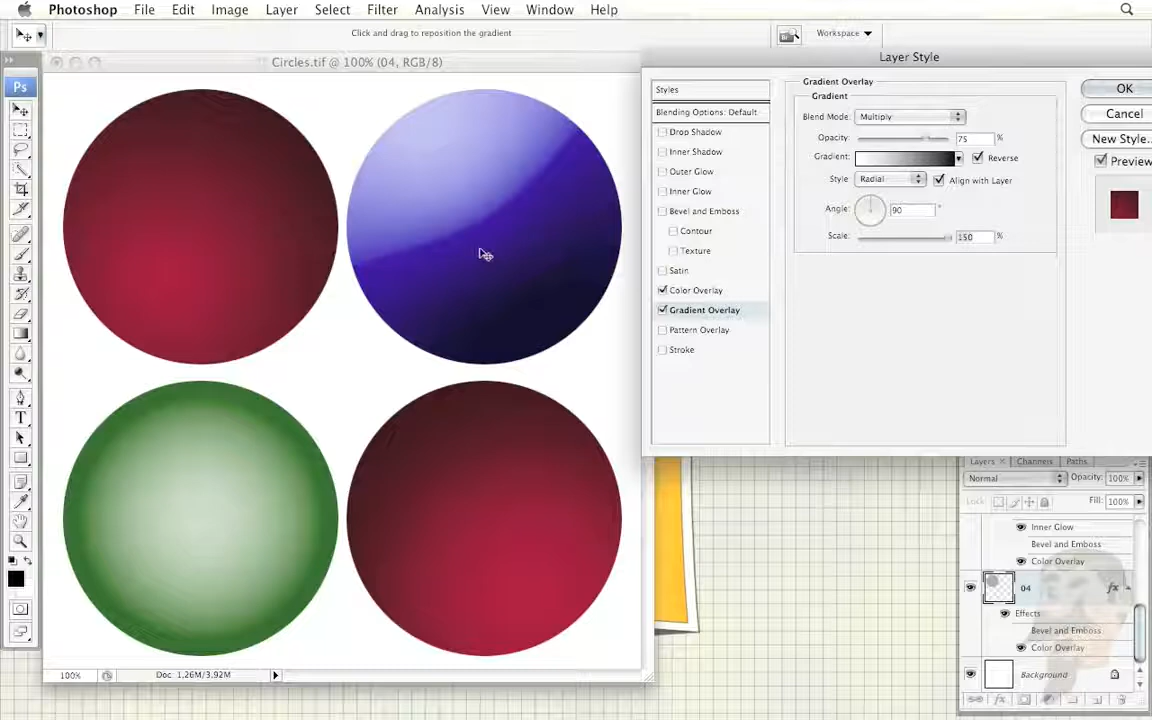 Photoshop File Edit Image Layer Select Filter Analysis View Window Help
Click and drag to reposition the gradient
Workspace
Circles.tif @ 100% (04, RGB/8)
Layer Style
Ps
Styles
Blending Options: Default
Drop Shadow
Inner Shadow
Outer Glow
Inner Glow
Bevel and Emboss
Contour
Texture
Satin
Color Overlay
Gradient Overlay
Pattern Overlay
Stroke
Gradient Overlay
Gradient
Blend Mode: Multiply
Opacity: 75 %
Gradient: Reverse
Style Radial Align with Layer
Angle: 90 °
Scale: 150 %
OK
Cancel
New Style..
Preview
T
Layers × Channels Paths
Normal Opacity: 100%
Lock: Fill: 100%
Inner Glow
Bevel and Emboss
Color Overlay
04 fx
Effects
Bevel and Emboss
Color Overlay
Background
fx
100% Doc 1.26M/3.92M